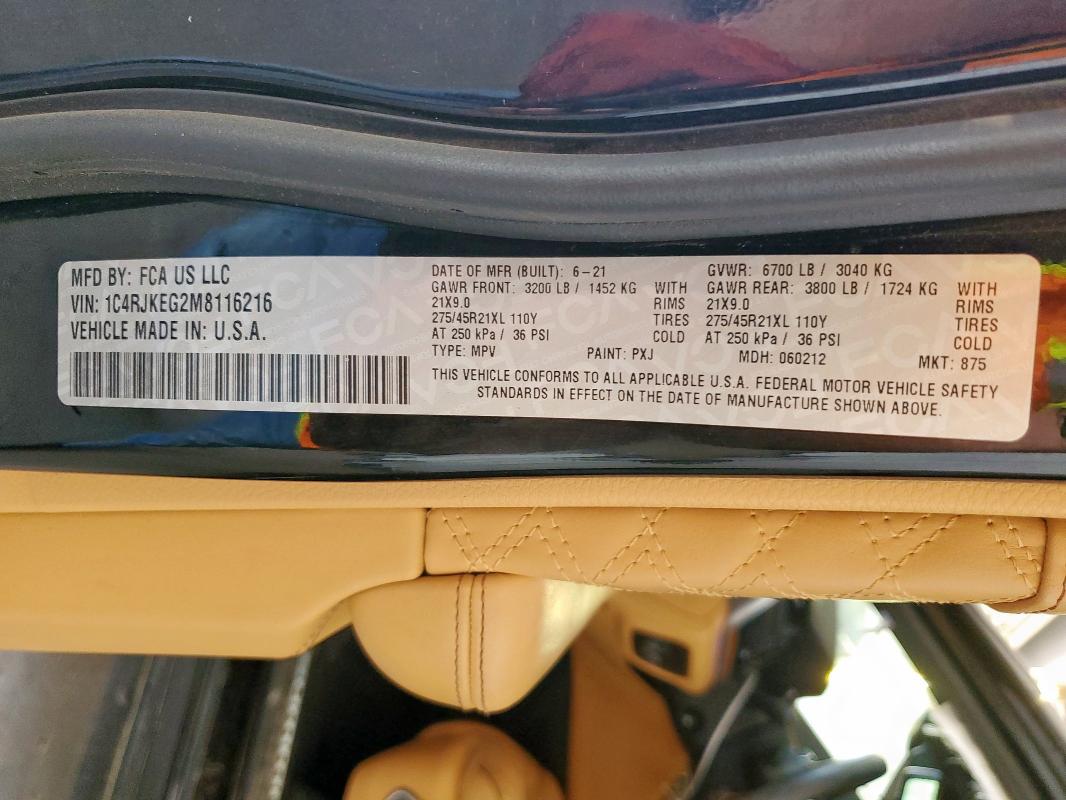 MFD BY: FCA US LLC
VIN: 1C4RJKEG2M8116216
VEHICLE MADE IN: U.S.A.
DATE OF MFR (BUILT): 6-21
GAWR FRONT: 3200 LB / 1452 KG WITH
21X9.0 RIMS
275/45R21XL 110Y TIRES
AT 250 kPa / 36 PSI COLD
TYPE: MPV PAINT: PXJ
GVWR: 6700 LB / 3040 KG
GAWR REAR: 3800 LB / 1724 KG WITH
21X9.0 RIMS
275/45R21XL 110Y TIRES
AT 250 kPa / 36 PSI COLD
MDH: 060212 MKT: 875
THIS VEHICLE CONFORMS TO ALL APPLICABLE U.S.A. FEDERAL MOTOR VEHICLE SAFETY
STANDARDS IN EFFECT ON THE DATE OF MANUFACTURE SHOWN ABOVE.